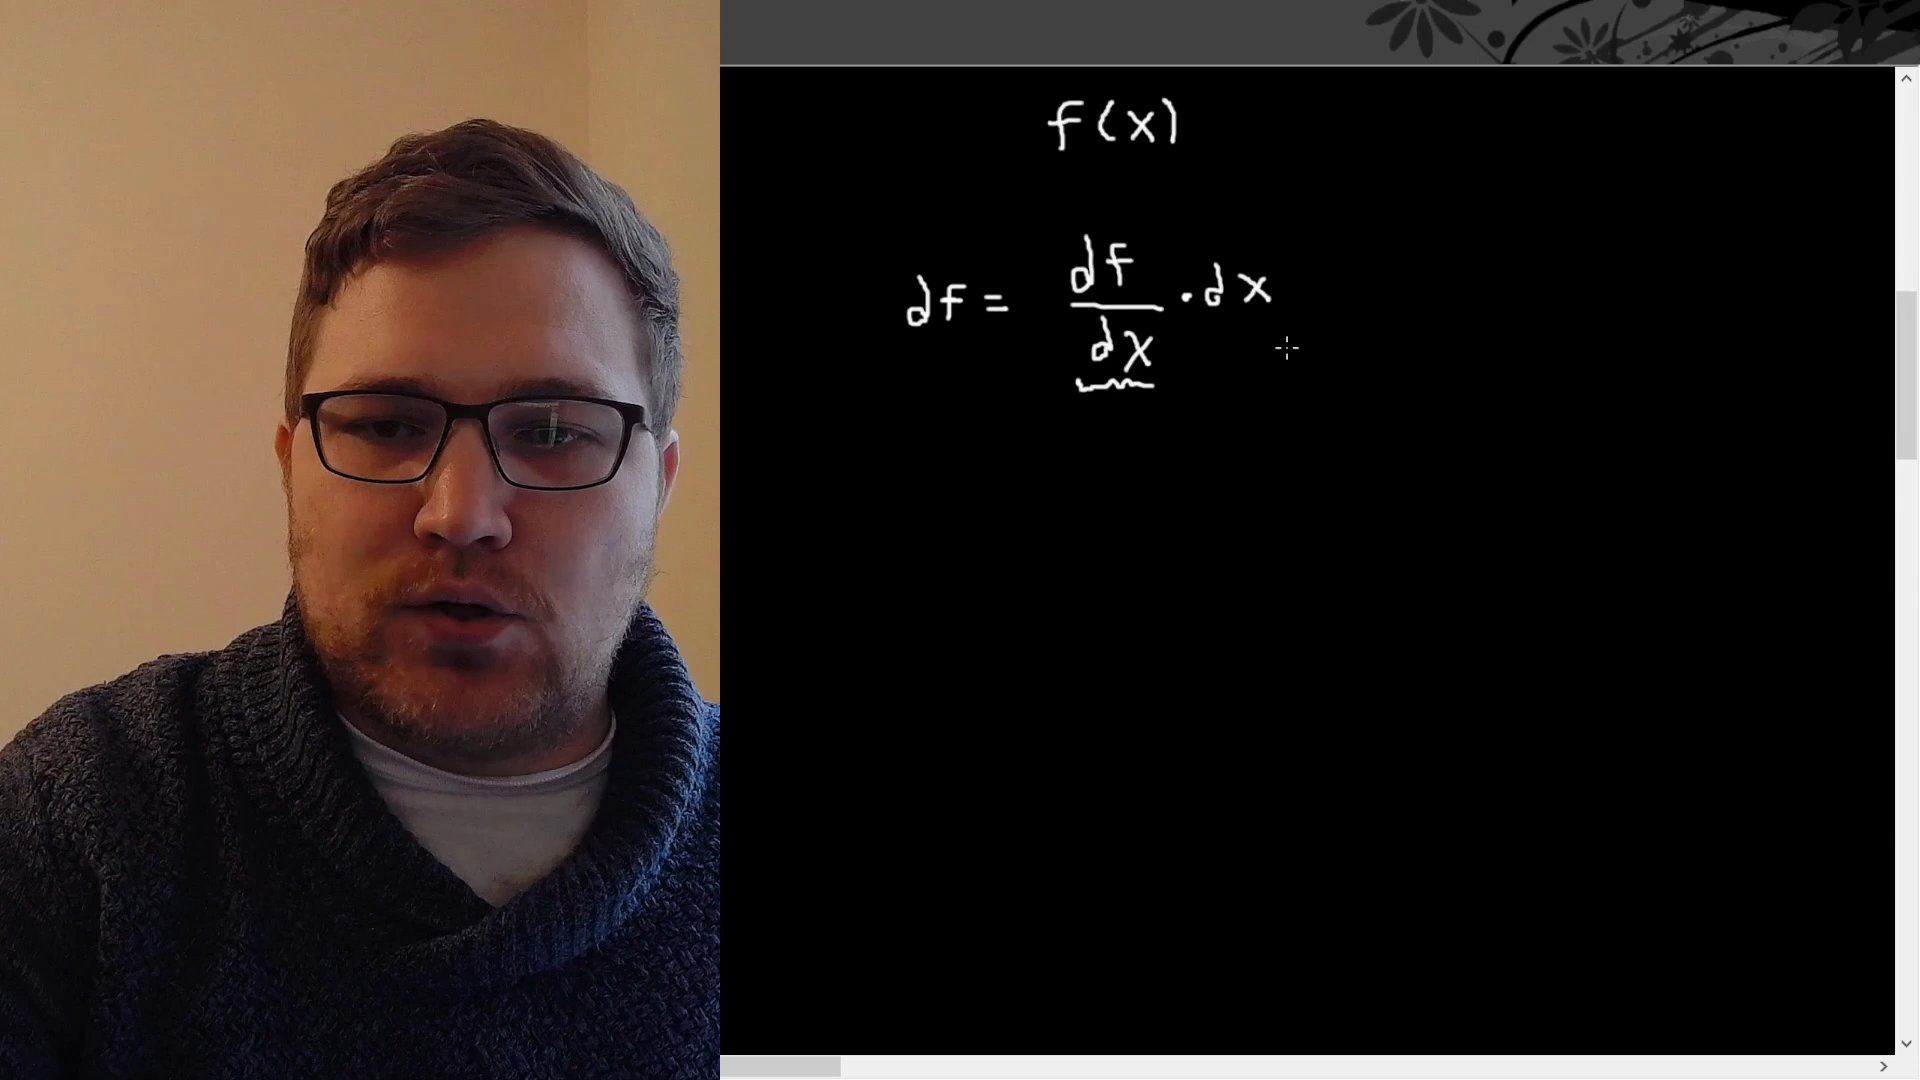 f(x)
df = df/dx · dx